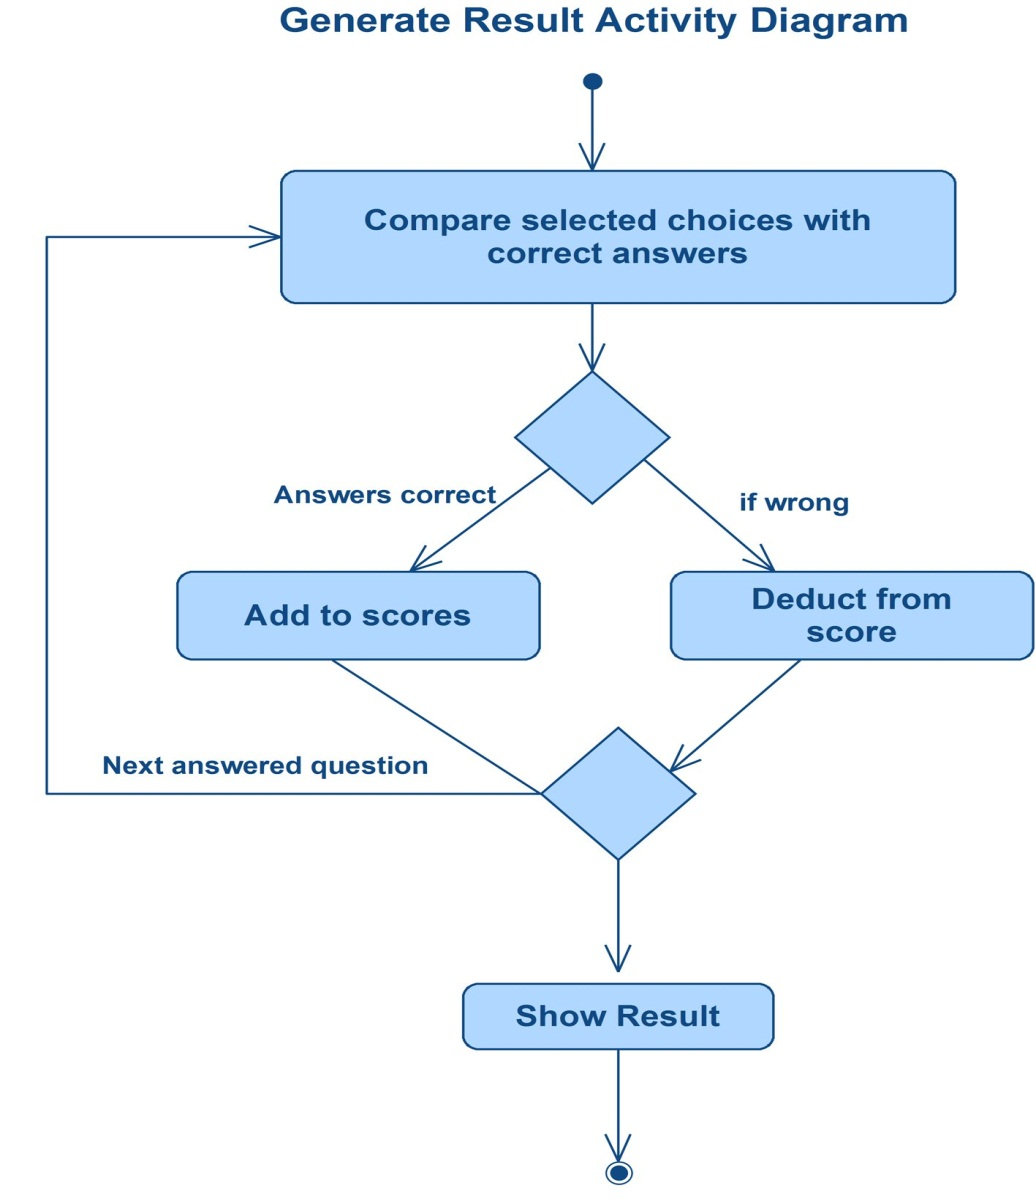 Generate Result Activity Diagram
Compare selected choices with
correct answers
Answers correct
if wrong
Add to scores
Deduct from
score
Next answered question
Show Result